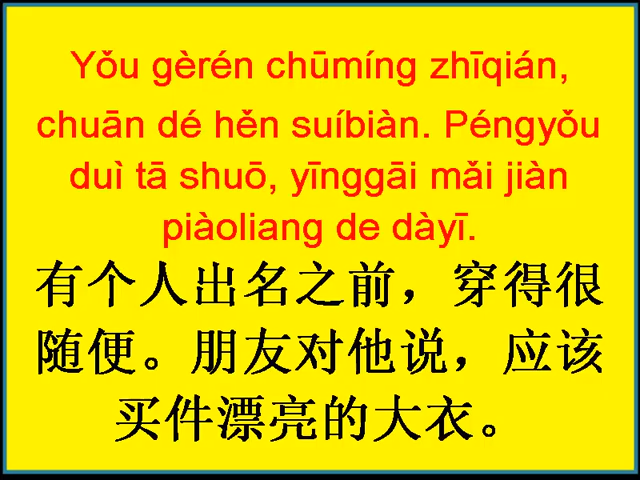 Yǒu gèrén chūmíng zhīqián,
chuān dé hěn suíbiàn. Péngyǒu
duì tā shuō, yīnggāi mǎi jiàn
piàoliang de dàyī.
有个人出名之前，穿得很
随便。朋友对他说，应该
买件漂亮的大衣。